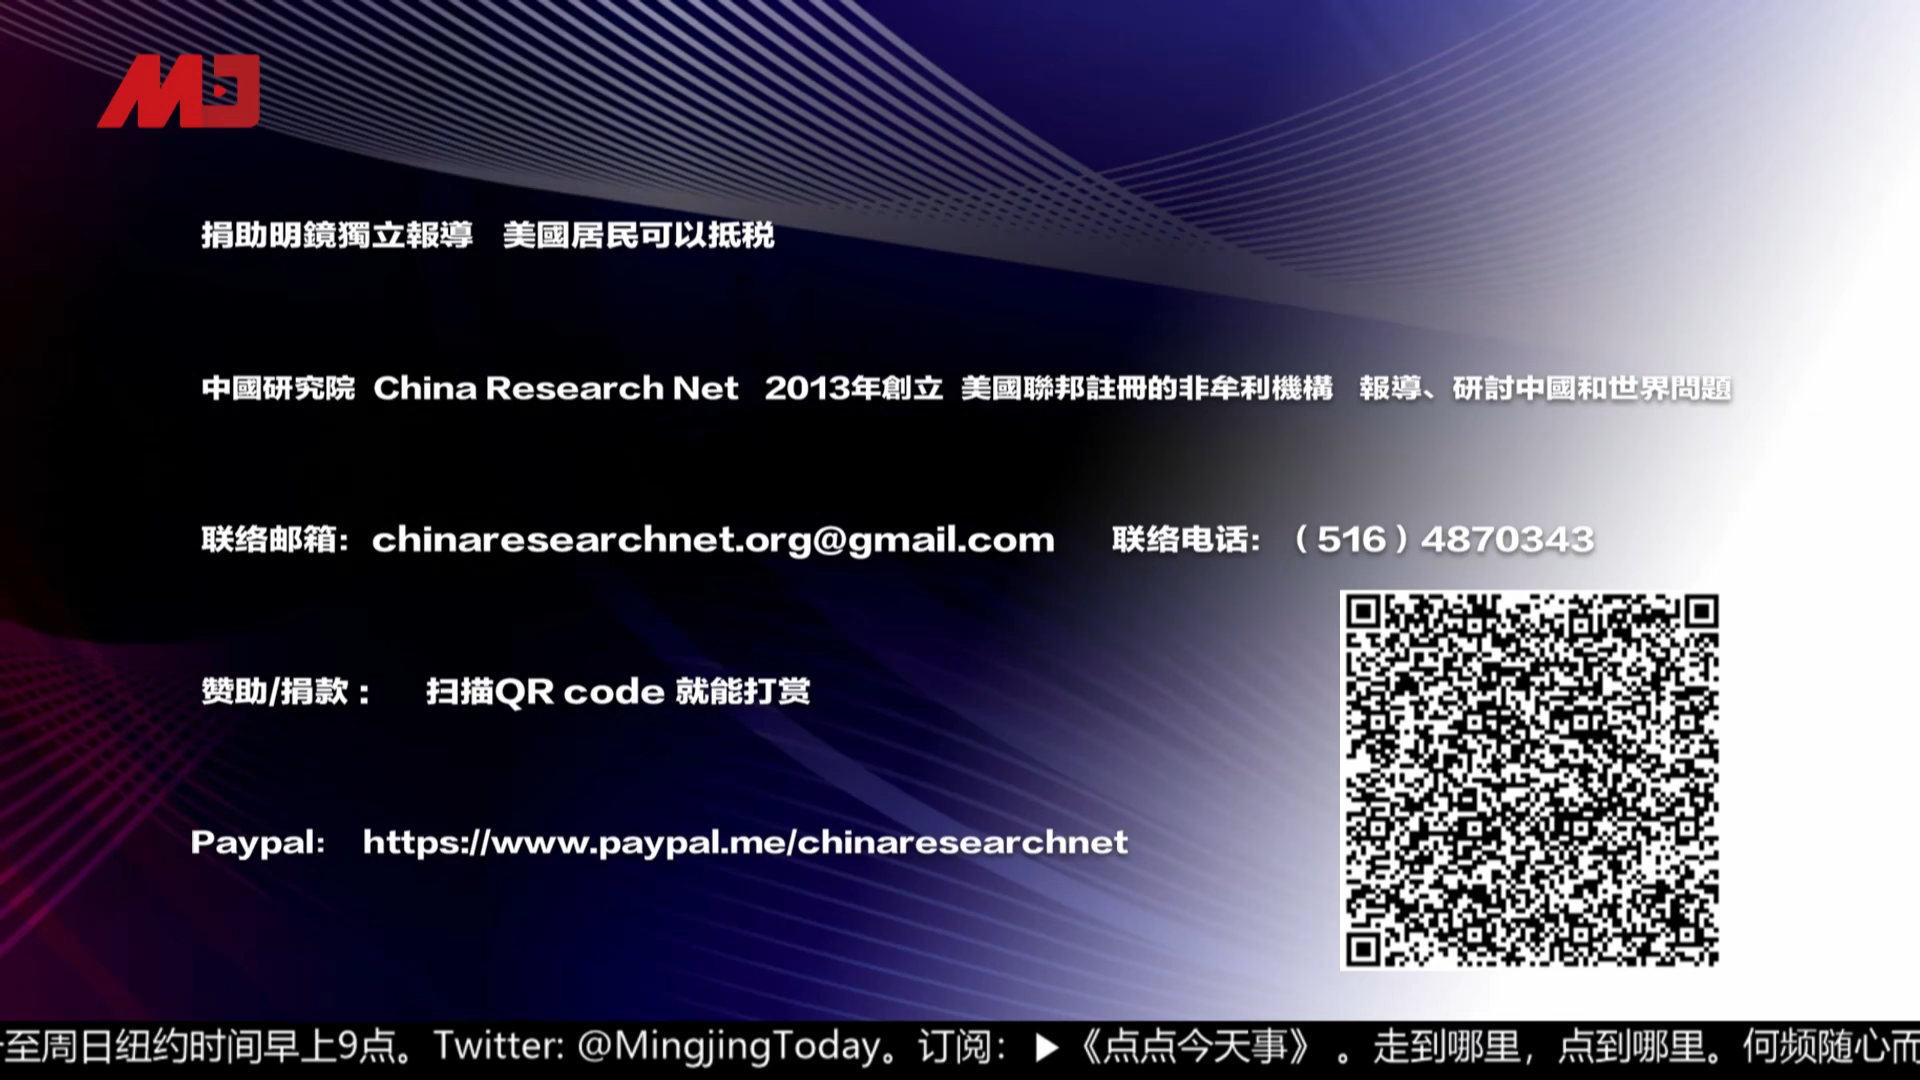 MD
捐助明鏡獨立報導 美國居民可以抵税
中國研究院 China Research Net 2013年創立 美國聯邦註冊的非牟利機構 報導、研討中國和世界問題
联络邮箱: chinaresearchnet.org@gmail.com 联络电话: (516) 4870343
赞助/捐款: 扫描QR code 就能打赏
Paypal: https://www.paypal.me/chinaresearchnet
至周日纽约时间早上9点。Twitter: @MingjingToday。订阅: ▶《点点今天事》 。走到哪里，点到哪里。何频随心而